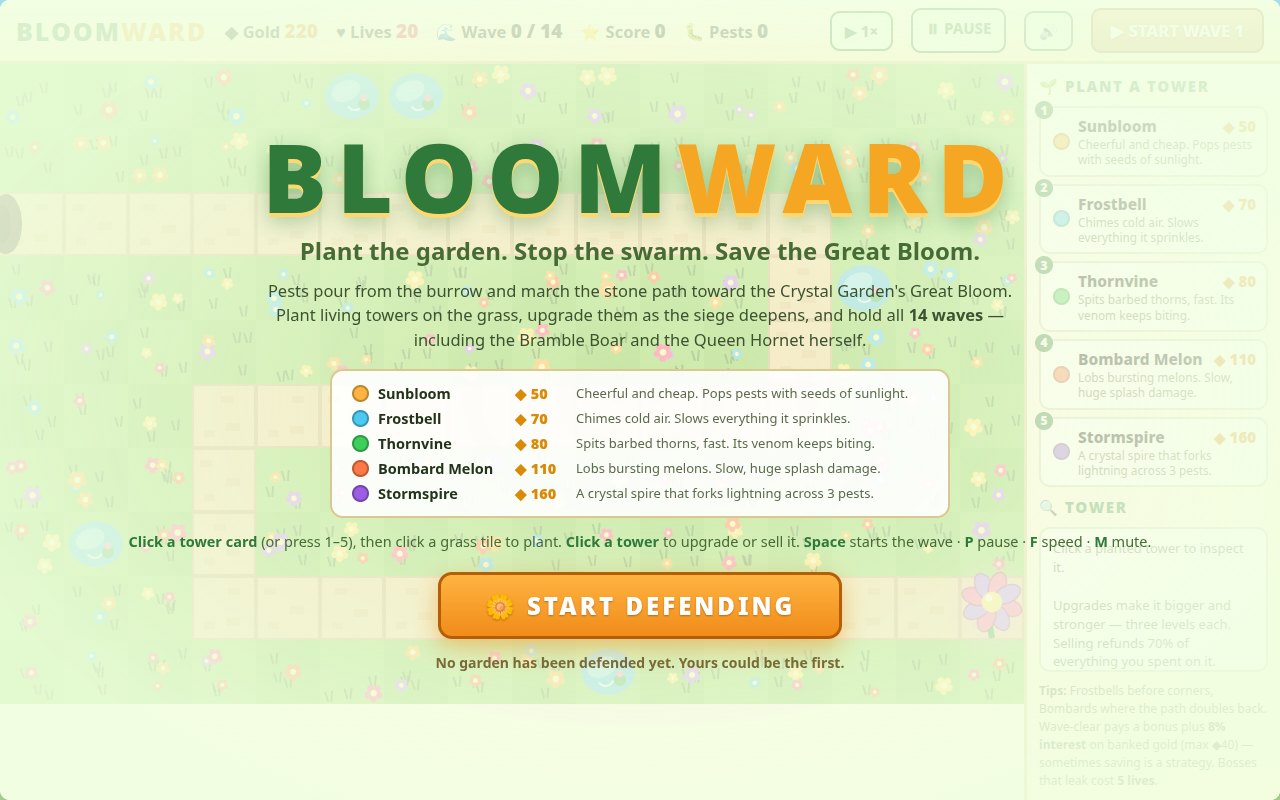 BLOOMWARD ◆ Gold 220 ♥ Lives 20 🌊 Wave 0 / 14 ⭐ Score 0 🐛 Pests 0 ▶ 1× ⏸ PAUSE 🔊 ▶ START WAVE 1
BLOOMWARD
Plant the garden. Stop the swarm. Save the Great Bloom.
Pests pour from the burrow and march the stone path toward the Crystal Garden's Great Bloom.
Plant living towers on the grass, upgrade them as the siege deepens, and hold all 14 waves —
including the Bramble Boar and the Queen Hornet herself.
Sunbloom ◆ 50 Cheerful and cheap. Pops pests with seeds of sunlight.
Frostbell ◆ 70 Chimes cold air. Slows everything it sprinkles.
Thornvine ◆ 80 Spits barbed thorns, fast. Its venom keeps biting.
Bombard Melon ◆ 110 Lobs bursting melons. Slow, huge splash damage.
Stormspire ◆ 160 A crystal spire that forks lightning across 3 pests.
Click a tower card (or press 1–5), then click a grass tile to plant. Click a tower to upgrade or sell it. Space starts the wave · P pause · F speed · M mute.
🌼 START DEFENDING
No garden has been defended yet. Yours could be the first.
🌱 PLANT A TOWER
1
Sunbloom ◆ 50
Cheerful and cheap. Pops pests
with seeds of sunlight.
2
Frostbell ◆ 70
Chimes cold air. Slows
everything it sprinkles.
3
Thornvine ◆ 80
Spits barbed thorns, fast. Its
venom keeps biting.
4
Bombard Melon ◆ 110
Lobs bursting melons. Slow,
huge splash damage.
5
Stormspire ◆ 160
A crystal spire that forks
lightning across 3 pests.
🔍 TOWER
Click a planted tower to inspect
it.
Upgrades make it bigger and
stronger — three levels each.
Selling refunds 70% of
everything you spent on it.
Tips: Frostbells before corners,
Bombards where the path doubles back.
Wave-clear pays a bonus plus 8%
interest on banked gold (max ◆40) —
sometimes saving is a strategy. Bosses
that leak cost 5 lives.